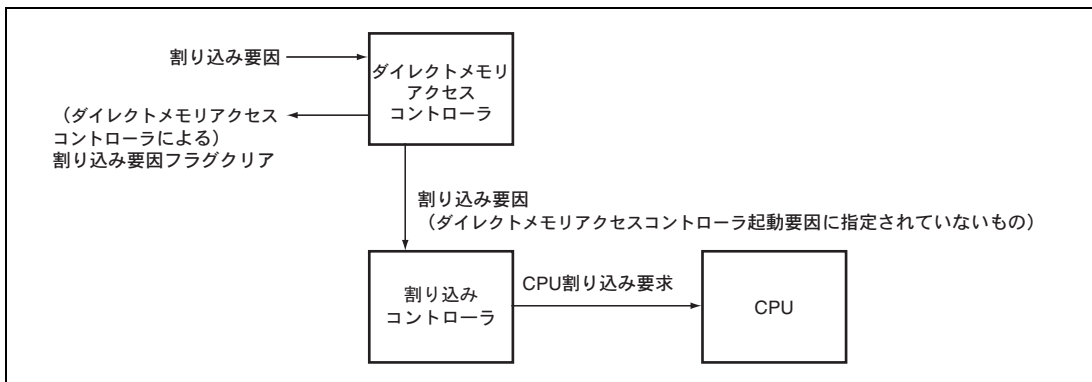 割り込み要因
ダイレクトメモリ
アクセス
コントローラ
（ダイレクトメモリアクセス
コントローラによる）
割り込み要因フラグクリア
割り込み要因
（ダイレクトメモリアクセスコントローラ起動要因に指定されていないもの）
割り込み
コントローラ
CPU割り込み要求
CPU